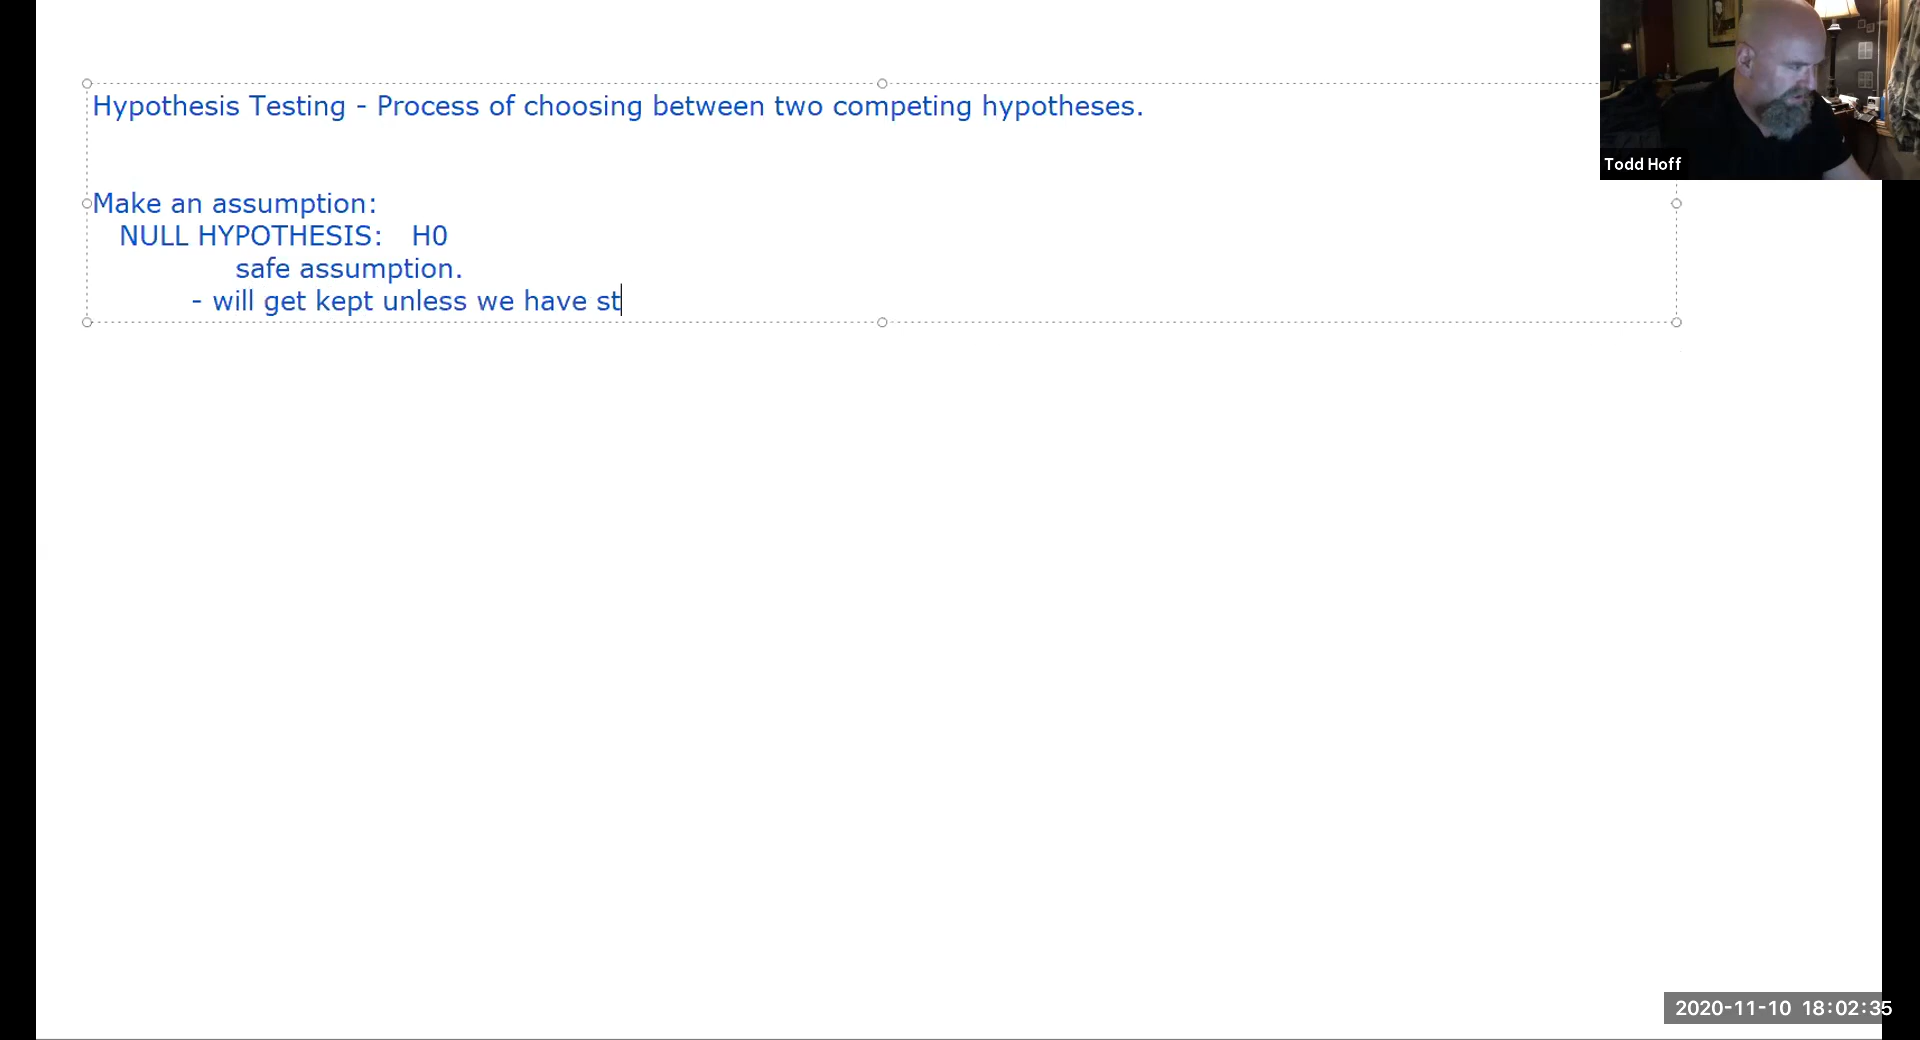 Hypothesis Testing - Process of choosing between two competing hypotheses.
Make an assumption:
NULL HYPOTHESIS: H0
safe assumption.
- will get kept unless we have st
Todd Hoff
2020-11-10 18:02:35